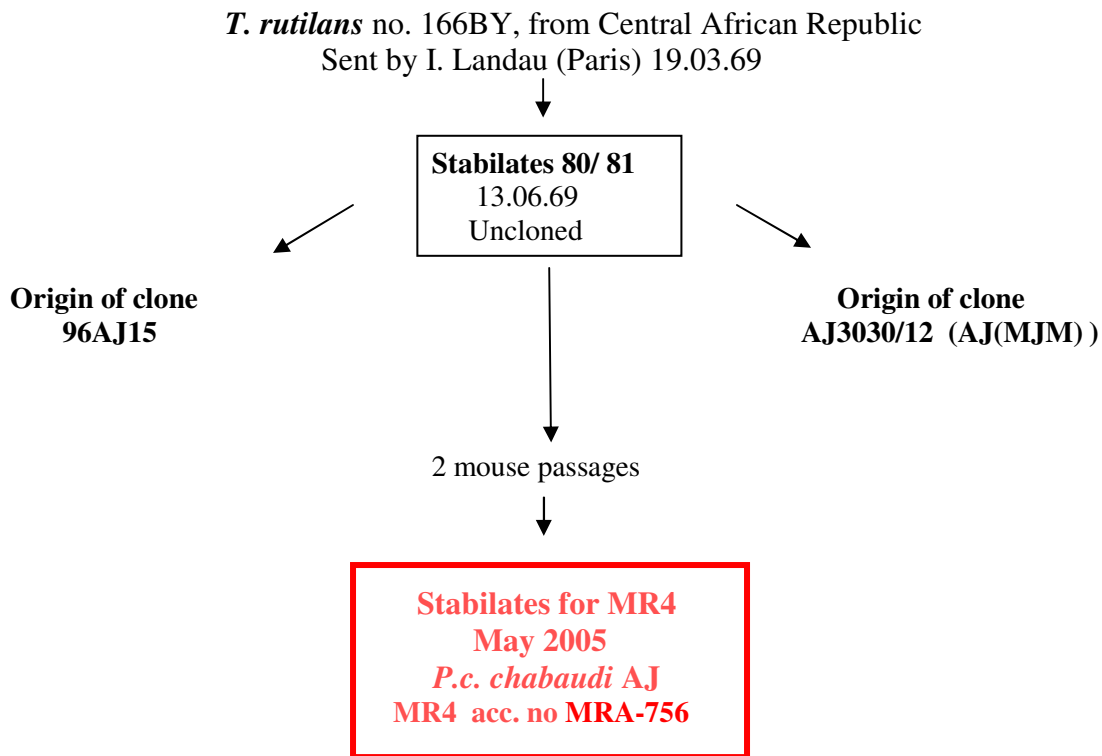 T. rutilans no. 166BY, from Central African Republic
Sent by I. Landau (Paris) 19.03.69
Stabilates 80/ 81
13.06.69
Uncloned
Origin of clone
96AJ15
Origin of clone
AJ3030/12 (AJ(MJM) )
2 mouse passages
Stabilates for MR4
May 2005
P.c. chabaudi AJ
MR4 acc. no MRA-756